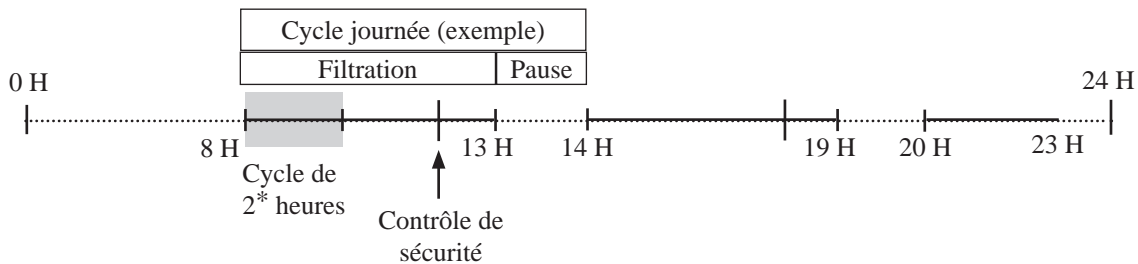 Cycle journée (exemple)
Filtration Pause
0 H 24 H
8 H 13 H 14 H 19 H 20 H 23 H
Cycle de
2* heures
Contrôle de
sécurité